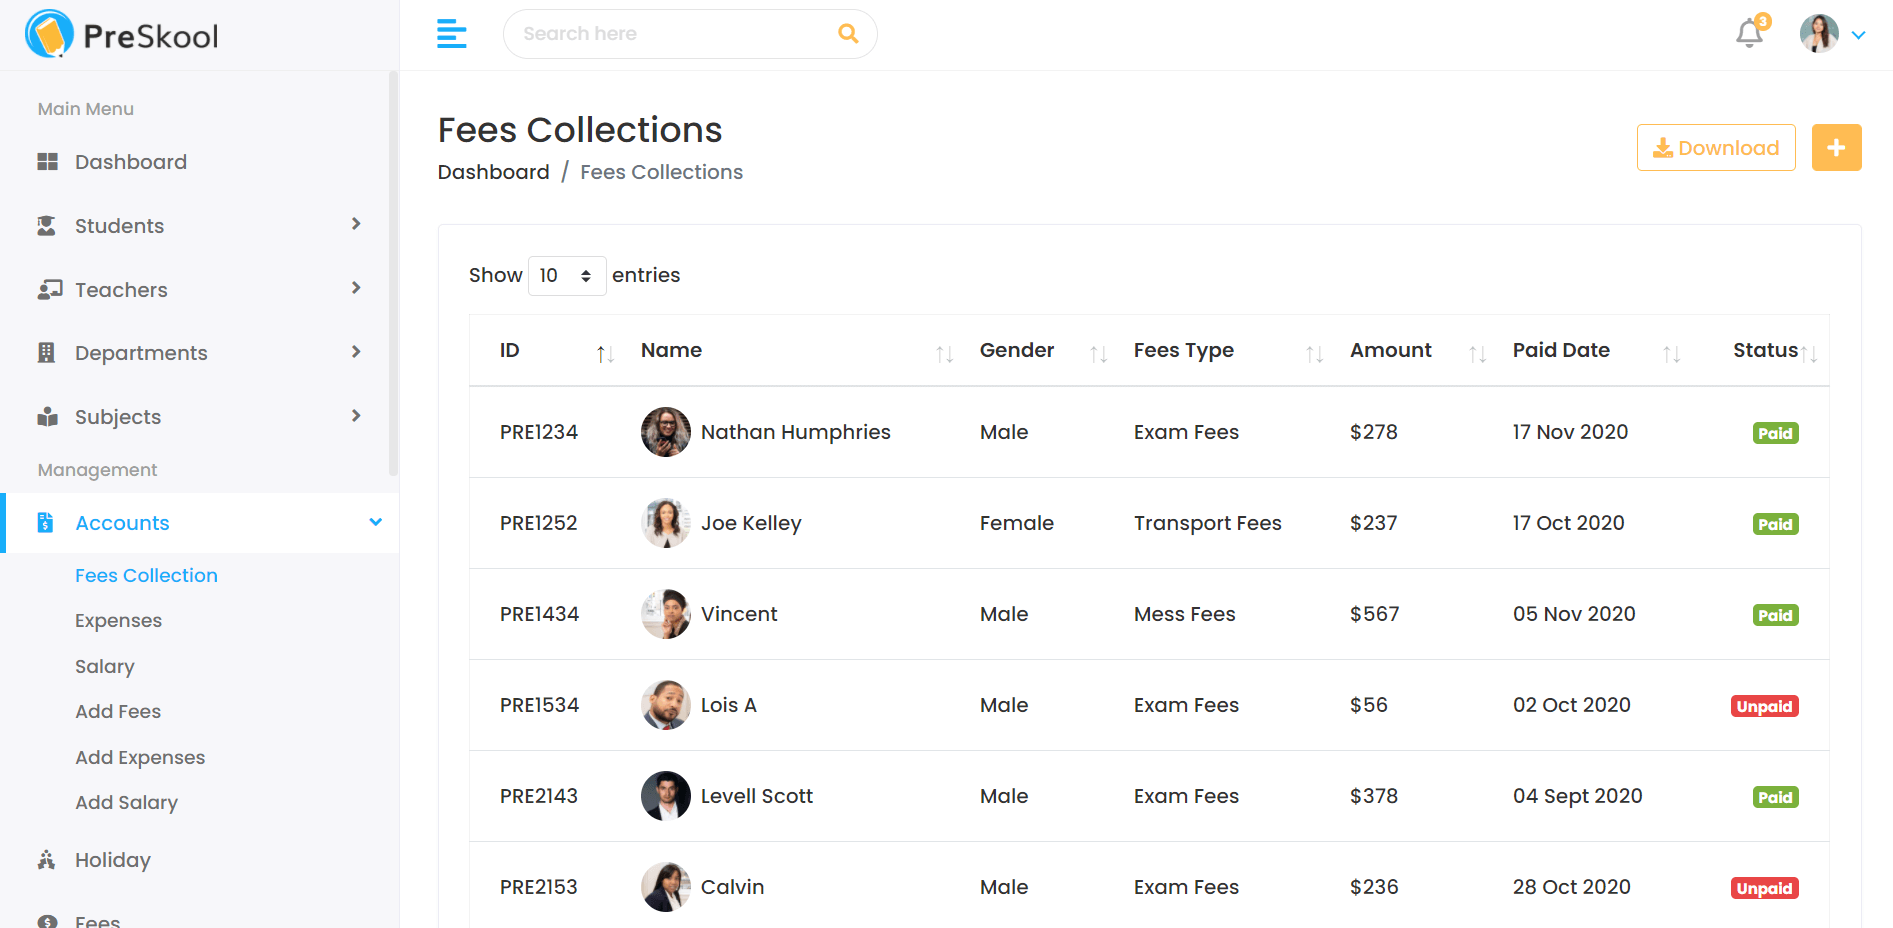 PreSkool
Search here
3
Main Menu
Dashboard
Students
Teachers
Departments
Subjects
Management
Accounts
Fees Collection
Expenses
Salary
Add Fees
Add Expenses
Add Salary
Holiday
Fees
Fees Collections
Dashboard / Fees Collections
Download
Show 10 entries
ID Name Gender Fees Type Amount Paid Date Status
PRE1234 Nathan Humphries Male Exam Fees $278 17 Nov 2020 Paid
PRE1252 Joe Kelley Female Transport Fees $237 17 Oct 2020 Paid
PRE1434 Vincent Male Mess Fees $567 05 Nov 2020 Paid
PRE1534 Lois A Male Exam Fees $56 02 Oct 2020 Unpaid
PRE2143 Levell Scott Male Exam Fees $378 04 Sept 2020 Paid
PRE2153 Calvin Male Exam Fees $236 28 Oct 2020 Unpaid